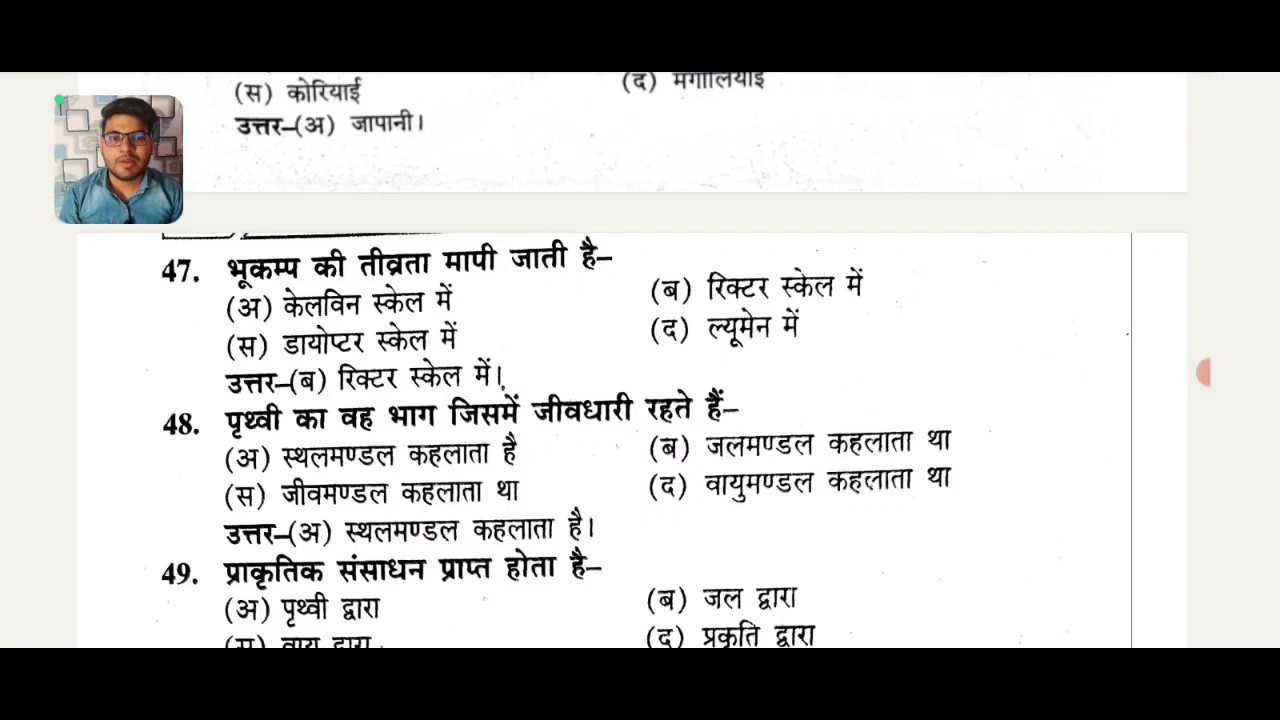 (स) कोरियाई (द) मंगोलियाई
उत्तर–(अ) जापानी।
47. भूकम्प की तीव्रता मापी जाती है–
(अ) केलविन स्केल में (ब) रिक्टर स्केल में
(स) डायोप्टर स्केल में (द) ल्यूमेन में
उत्तर–(ब) रिक्टर स्केल में।
48. पृथ्वी का वह भाग जिसमें जीवधारी रहते हैं–
(अ) स्थलमण्डल कहलाता है (ब) जलमण्डल कहलाता था
(स) जीवमण्डल कहलाता था (द) वायुमण्डल कहलाता था
उत्तर–(अ) स्थलमण्डल कहलाता है।
49. प्राकृतिक संसाधन प्राप्त होता है–
(अ) पृथ्वी द्वारा (ब) जल द्वारा
(स) वायु द्वारा (द) प्रकृति द्वारा